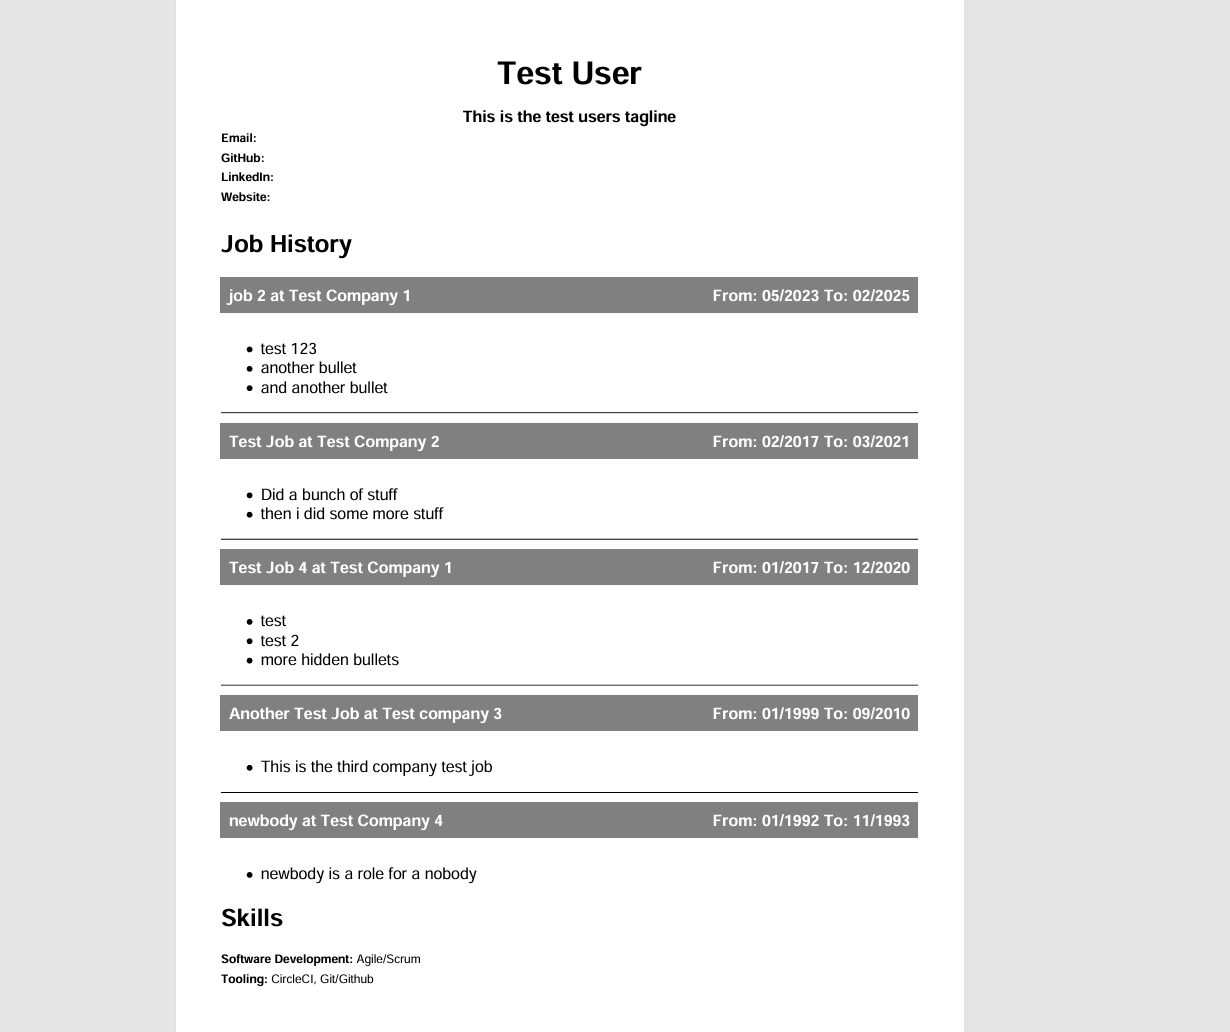 Test User
This is the test users tagline
Email:
GitHub:
LinkedIn:
Website:
Job History
job 2 at Test Company 1 From: 05/2023 To: 02/2025
• test 123
• another bullet
• and another bullet
Test Job at Test Company 2 From: 02/2017 To: 03/2021
• Did a bunch of stuff
• then i did some more stuff
Test Job 4 at Test Company 1 From: 01/2017 To: 12/2020
• test
• test 2
• more hidden bullets
Another Test Job at Test company 3 From: 01/1999 To: 09/2010
• This is the third company test job
newbody at Test Company 4 From: 01/1992 To: 11/1993
• newbody is a role for a nobody
Skills
Software Development: Agile/Scrum
Tooling: CircleCI, Git/Github